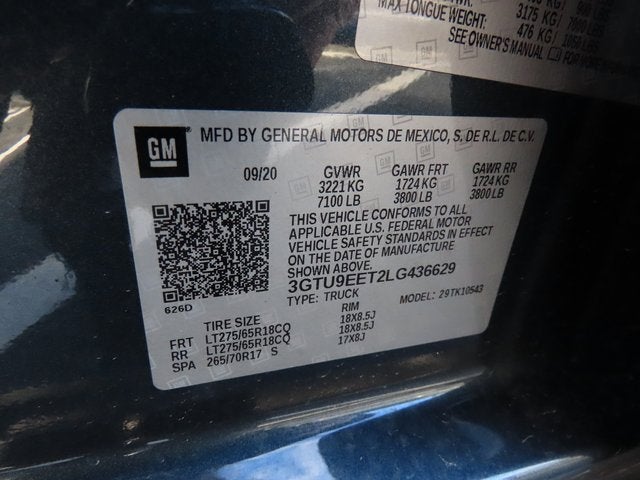 3175 KG / 7000 LBS
MAX TONGUE WEIGHT:
476 KG / 1050 LBS
SEE OWNER'S MANUAL
GM
MFD BY GENERAL MOTORS DE MEXICO, S. DE R.L. DE C.V.
09/20 GVWR GAWR FRT GAWR RR
3221 KG 1724 KG 1724 KG
7100 LB 3800 LB 3800 LB
THIS VEHICLE CONFORMS TO ALL
APPLICABLE U.S. FEDERAL MOTOR
VEHICLE SAFETY STANDARDS IN EFFECT
ON THE DATE OF MANUFACTURE
SHOWN ABOVE.
3GTU9EET2LG436629
TYPE: TRUCK MODEL: 29TK10543
626D
TIRE SIZE RIM
FRT LT275/65R18CQ 18X8.5J
RR LT275/65R18CQ 18X8.5J
SPA 265/70R17 S 17X8J